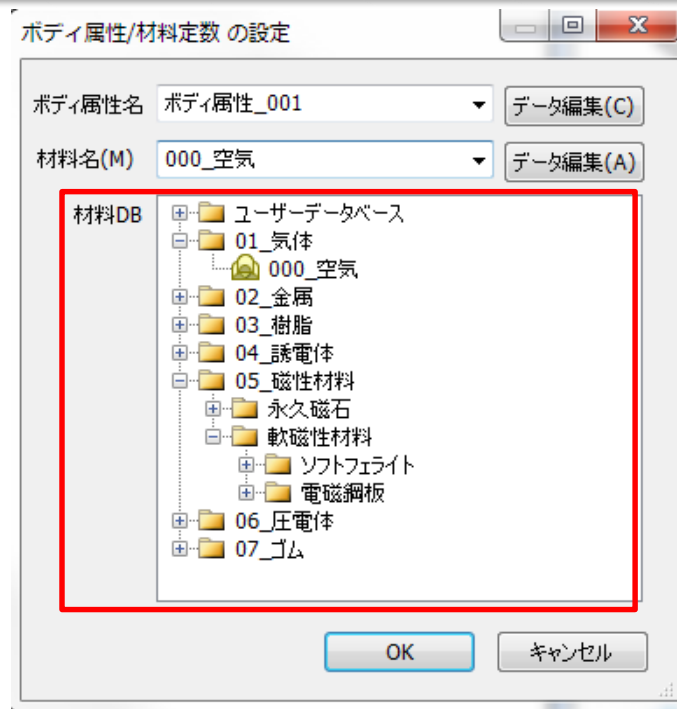 ボディ属性/材料定数 の設定
ボディ属性名 ボディ属性_001 データ編集(C)
材料名(M) 000_空気 データ編集(A)
材料DB ユーザーデータベース
01_気体
000_空気
02_金属
03_樹脂
04_誘電体
05_磁性材料
永久磁石
軟磁性材料
ソフトフェライト
電磁鋼板
06_圧電体
07_ゴム
OK キャンセル